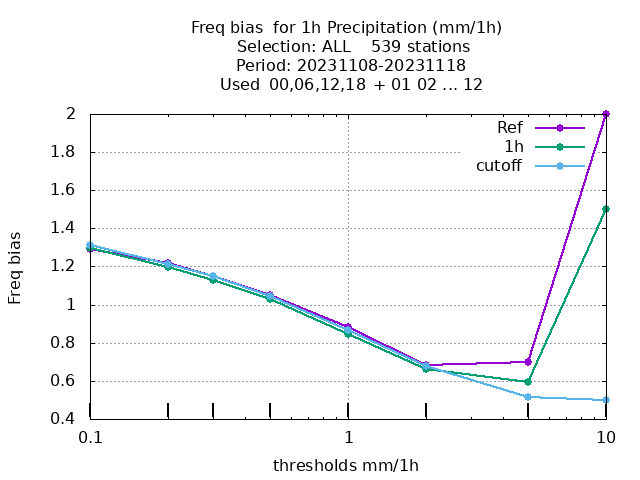 Freq bias  for 1h Precipitation (mm/1h)
Selection: ALL    539 stations
Period: 20231108-20231118
Used  00,06,12,18  + 01 02 ... 12
Ref
1h
cutoff
2
1.8
1.6
1.4
1.2
1
0.8
0.6
0.4
Freq bias
0.1
1
10
thresholds mm/1h